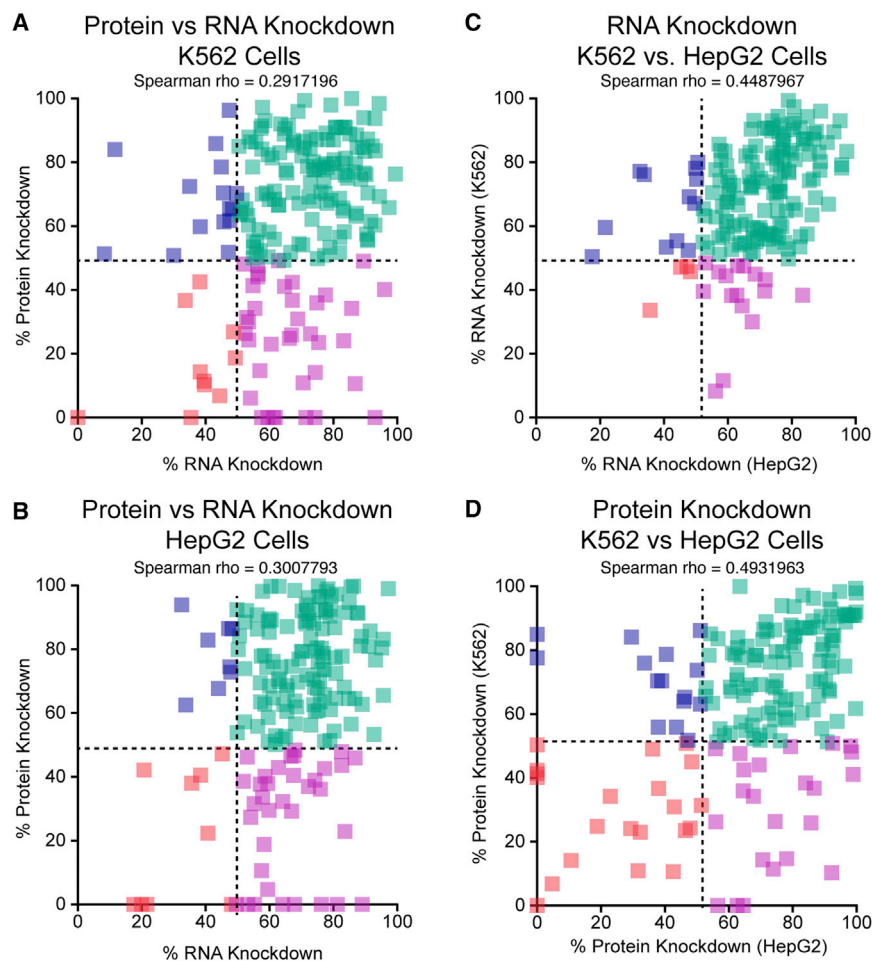 A
Protein vs RNA Knockdown
K562 Cells
Spearman rho = 0.2917196
100
80
60
40
20
0
% Protein Knockdown
0 20 40 60 80 100
% RNA Knockdown
B
Protein vs RNA Knockdown
HepG2 Cells
Spearman rho = 0.3007793
100
80
60
40
20
0
% Protein Knockdown
0 20 40 60 80 100
% RNA Knockdown
C
RNA Knockdown
K562 vs. HepG2 Cells
Spearman rho = 0.4487967
100
80
60
40
20
0
% RNA Knockdown (K562)
0 20 40 60 80 100
% RNA Knockdown (HepG2)
D
Protein Knockdown
K562 vs HepG2 Cells
Spearman rho = 0.4931963
100
80
60
40
20
0
% Protein Knockdown (K562)
0 20 40 60 80 100
% Protein Knockdown (HepG2)